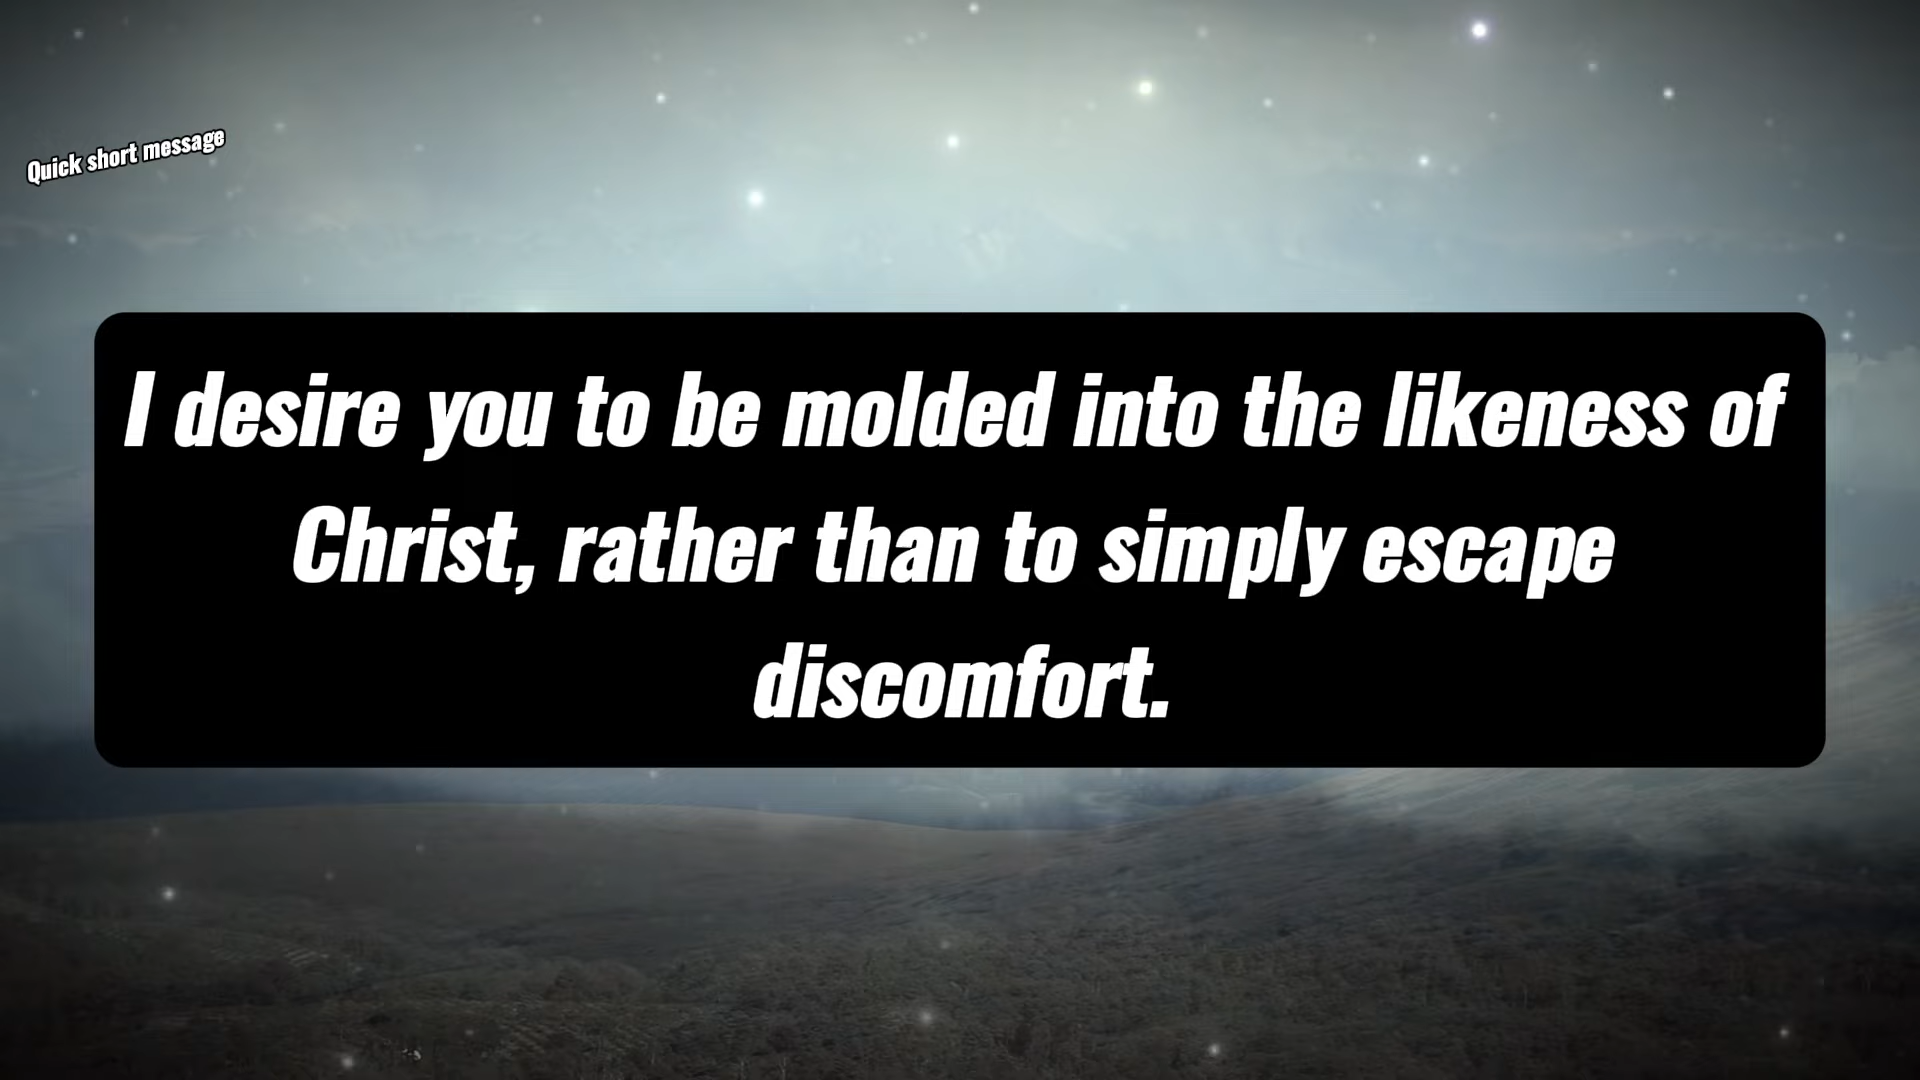 Quick short message
I desire you to be molded into the likeness of
Christ, rather than to simply escape
discomfort.